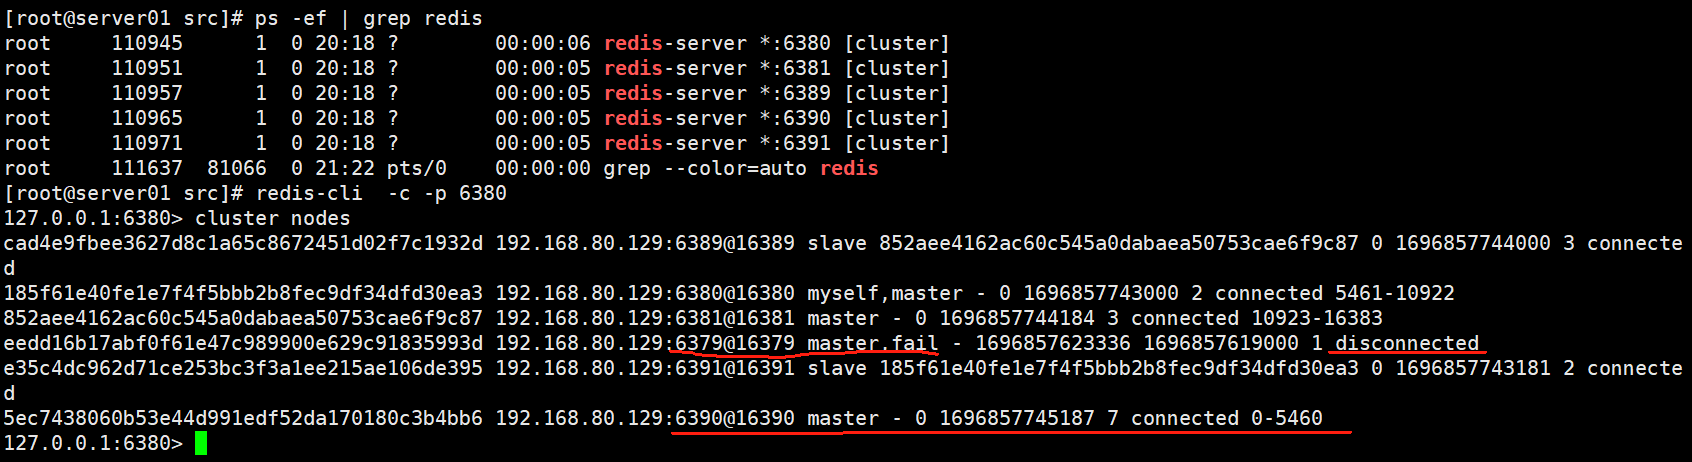 [root@server01 src]# ps -ef | grep redis
root     110945      1  0 20:18 ?        00:00:06 redis-server *:6380 [cluster]
root     110951      1  0 20:18 ?        00:00:05 redis-server *:6381 [cluster]
root     110957      1  0 20:18 ?        00:00:05 redis-server *:6389 [cluster]
root     110965      1  0 20:18 ?        00:00:05 redis-server *:6390 [cluster]
root     110971      1  0 20:18 ?        00:00:05 redis-server *:6391 [cluster]
root     111637  81066  0 21:22 pts/0    00:00:00 grep --color=auto redis
[root@server01 src]# redis-cli  -c -p 6380
127.0.0.1:6380> cluster nodes
cad4e9fbee3627d8c1a65c8672451d02f7c1932d 192.168.80.129:6389@16389 slave 852aee4162ac60c545a0dabaea50753cae6f9c87 0 1696857744000 3 connecte
d
185f61e40fe1e7f4f5bbb2b8fec9df34dfd30ea3 192.168.80.129:6380@16380 myself,master - 0 1696857743000 2 connected 5461-10922
852aee4162ac60c545a0dabaea50753cae6f9c87 192.168.80.129:6381@16381 master - 0 1696857744184 3 connected 10923-16383
eedd16b17abf0f61e47c989900e629c91835993d 192.168.80.129:6379@16379 master,fail - 1696857623336 1696857619000 1 disconnected
e35c4dc962d71ce253bc3f3a1ee215ae106de395 192.168.80.129:6391@16391 slave 185f61e40fe1e7f4f5bbb2b8fec9df34dfd30ea3 0 1696857743181 2 connecte
d
5ec7438060b53e44d991edf52da170180c3b4bb6 192.168.80.129:6390@16390 master - 0 1696857745187 7 connected 0-5460
127.0.0.1:6380>